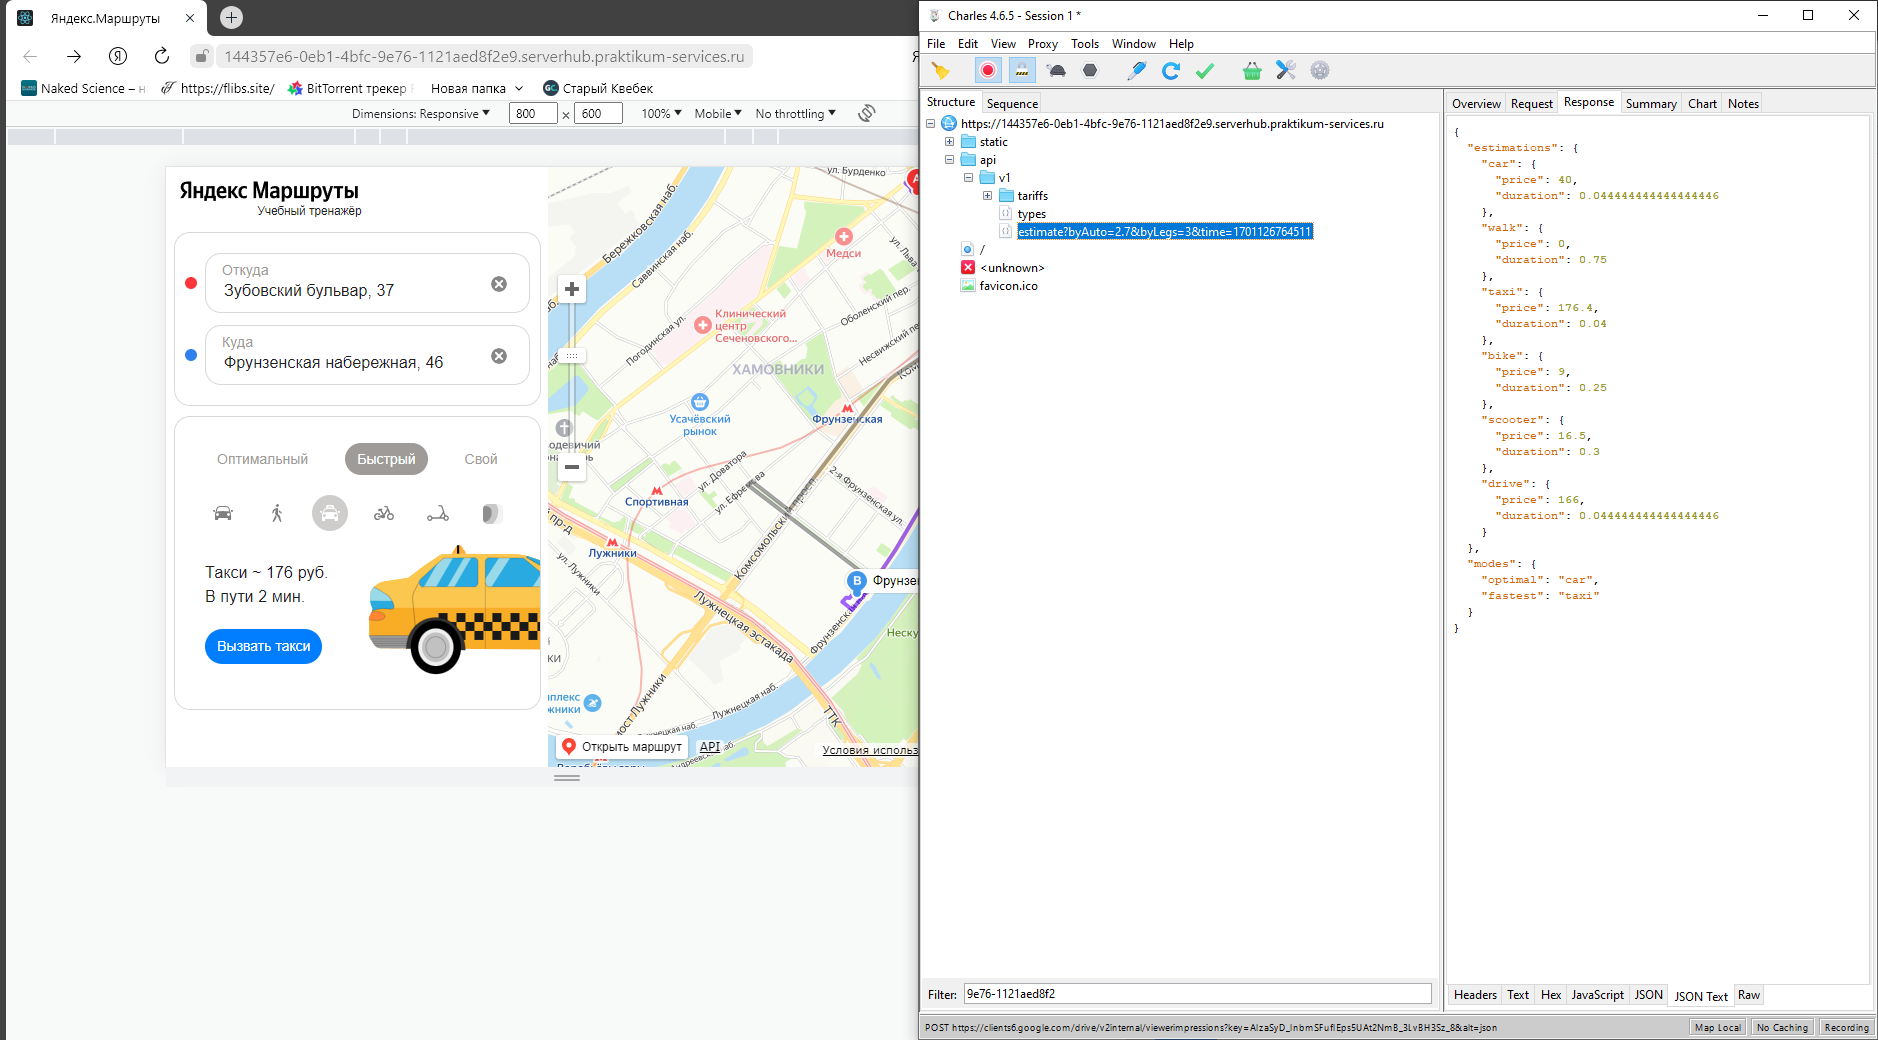 Яндекс.Маршруты
144357e6-0eb1-4bfc-9e76-1121aed8f2e9.serverhub.praktikum-services.ru
Naked Science – н
https://flibs.site/
BitTorrent трекер
Новая папка
Старый Квебек
Dimensions: Responsive
800
x
600
100%
Mobile
No throttling
Яндекс Маршруты
Учебный тренажёр
Откуда
Зубовский бульвар, 37
Куда
Фрунзенская набережная, 46
Оптимальный
Быстрый
Свой
Такси ~ 176 руб.
В пути 2 мин.
Вызвать такси
ул. Бурденко
Бережковская наб.
Саввинская наб.
Медси
ул. Льва
Оболенский пер.
Клинический
центр
Сеченовского...
Погодинская ул.
Несвижский пер.
ХАМОВНИКИ
Усачёвский
рынок
Фрунзенская
одевичий
ул. Доватора
ул. Ефремова
2-я Фрунзенская ул.
Спортивная
пр-д
Лужники
ул. Лужники
Комсомольский просп.
B
Фрунзен
Лужнецкая эстакада
Фрунзенский
Неску
мост Лужники
Лужнецкая наб.
ТТК
Открыть маршрут
API
Условия использ
Charles 4.6.5 - Session 1 *
File Edit View Proxy Tools Window Help
Structure
Sequence
https://144357e6-0eb1-4bfc-9e76-1121aed8f2e9.serverhub.praktikum-services.ru
static
api
v1
tariffs
types
estimate?byAuto=2.7&byLegs=3&time=1701126764511
/
<unknown>
favicon.ico
Filter:
9e76-1121aed8f2
Overview Request Response Summary Chart Notes
{
"estimations": {
"car": {
"price": 40,
"duration": 0.044444444444444446
},
"walk": {
"price": 0,
"duration": 0.75
},
"taxi": {
"price": 176.4,
"duration": 0.04
},
"bike": {
"price": 9,
"duration": 0.25
},
"scooter": {
"price": 16.5,
"duration": 0.3
},
"drive": {
"price": 166,
"duration": 0.044444444444444446
}
},
"modes": {
"optimal": "car",
"fastest": "taxi"
}
}
Headers Text Hex JavaScript JSON JSON Text Raw
POST https://clients6.google.com/drive/v2internal/viewerimpressions?key=AIzaSyD_InbmSFufIEps5UAt2NmB_3LvBH3Sz_8&alt=json
Map Local
No Caching
Recording